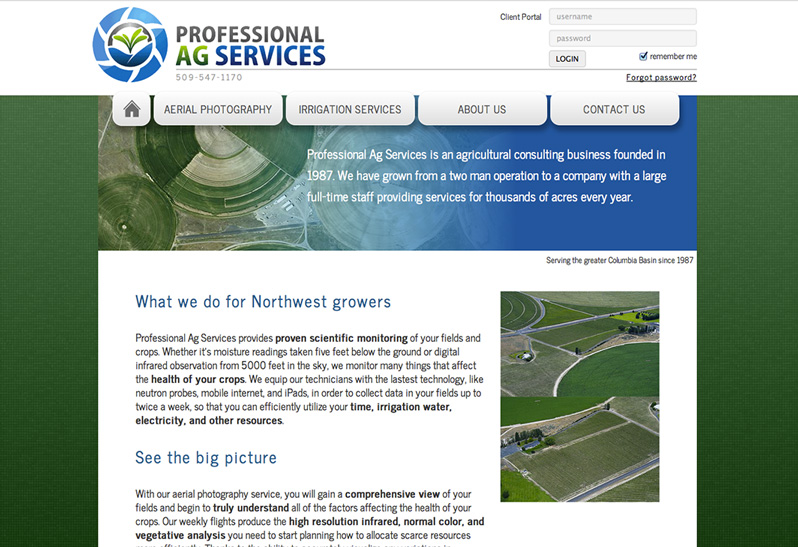 PROFESSIONAL
AG SERVICES
509-547-1170
Client Portal
username
password
LOGIN
remember me
Forgot password?
AERIAL PHOTOGRAPHY
IRRIGATION SERVICES
ABOUT US
CONTACT US
Professional Ag Services is an agricultural consulting business founded in
1987. We have grown from a two man operation to a company with a large
full-time staff providing services for thousands of acres every year.
Serving the greater Columbia Basin since 1987
What we do for Northwest growers
Professional Ag Services provides proven scientific monitoring of your fields and
crops. Whether it's moisture readings taken five feet below the ground or digital
infrared observation from 5000 feet in the sky, we monitor many things that affect
the health of your crops. We equip our technicians with the lastest technology, like
neutron probes, mobile internet, and iPads, in order to collect data in your fields up to
twice a week, so that you can efficiently utilize your time, irrigation water,
electricity, and other resources.
See the big picture
With our aerial photography service, you will gain a comprehensive view of your
fields and begin to truly understand all of the factors affecting the health of your
crops. Our weekly flights produce the high resolution infrared, normal color, and
vegetative analysis you need to start planning how to allocate scarce resources